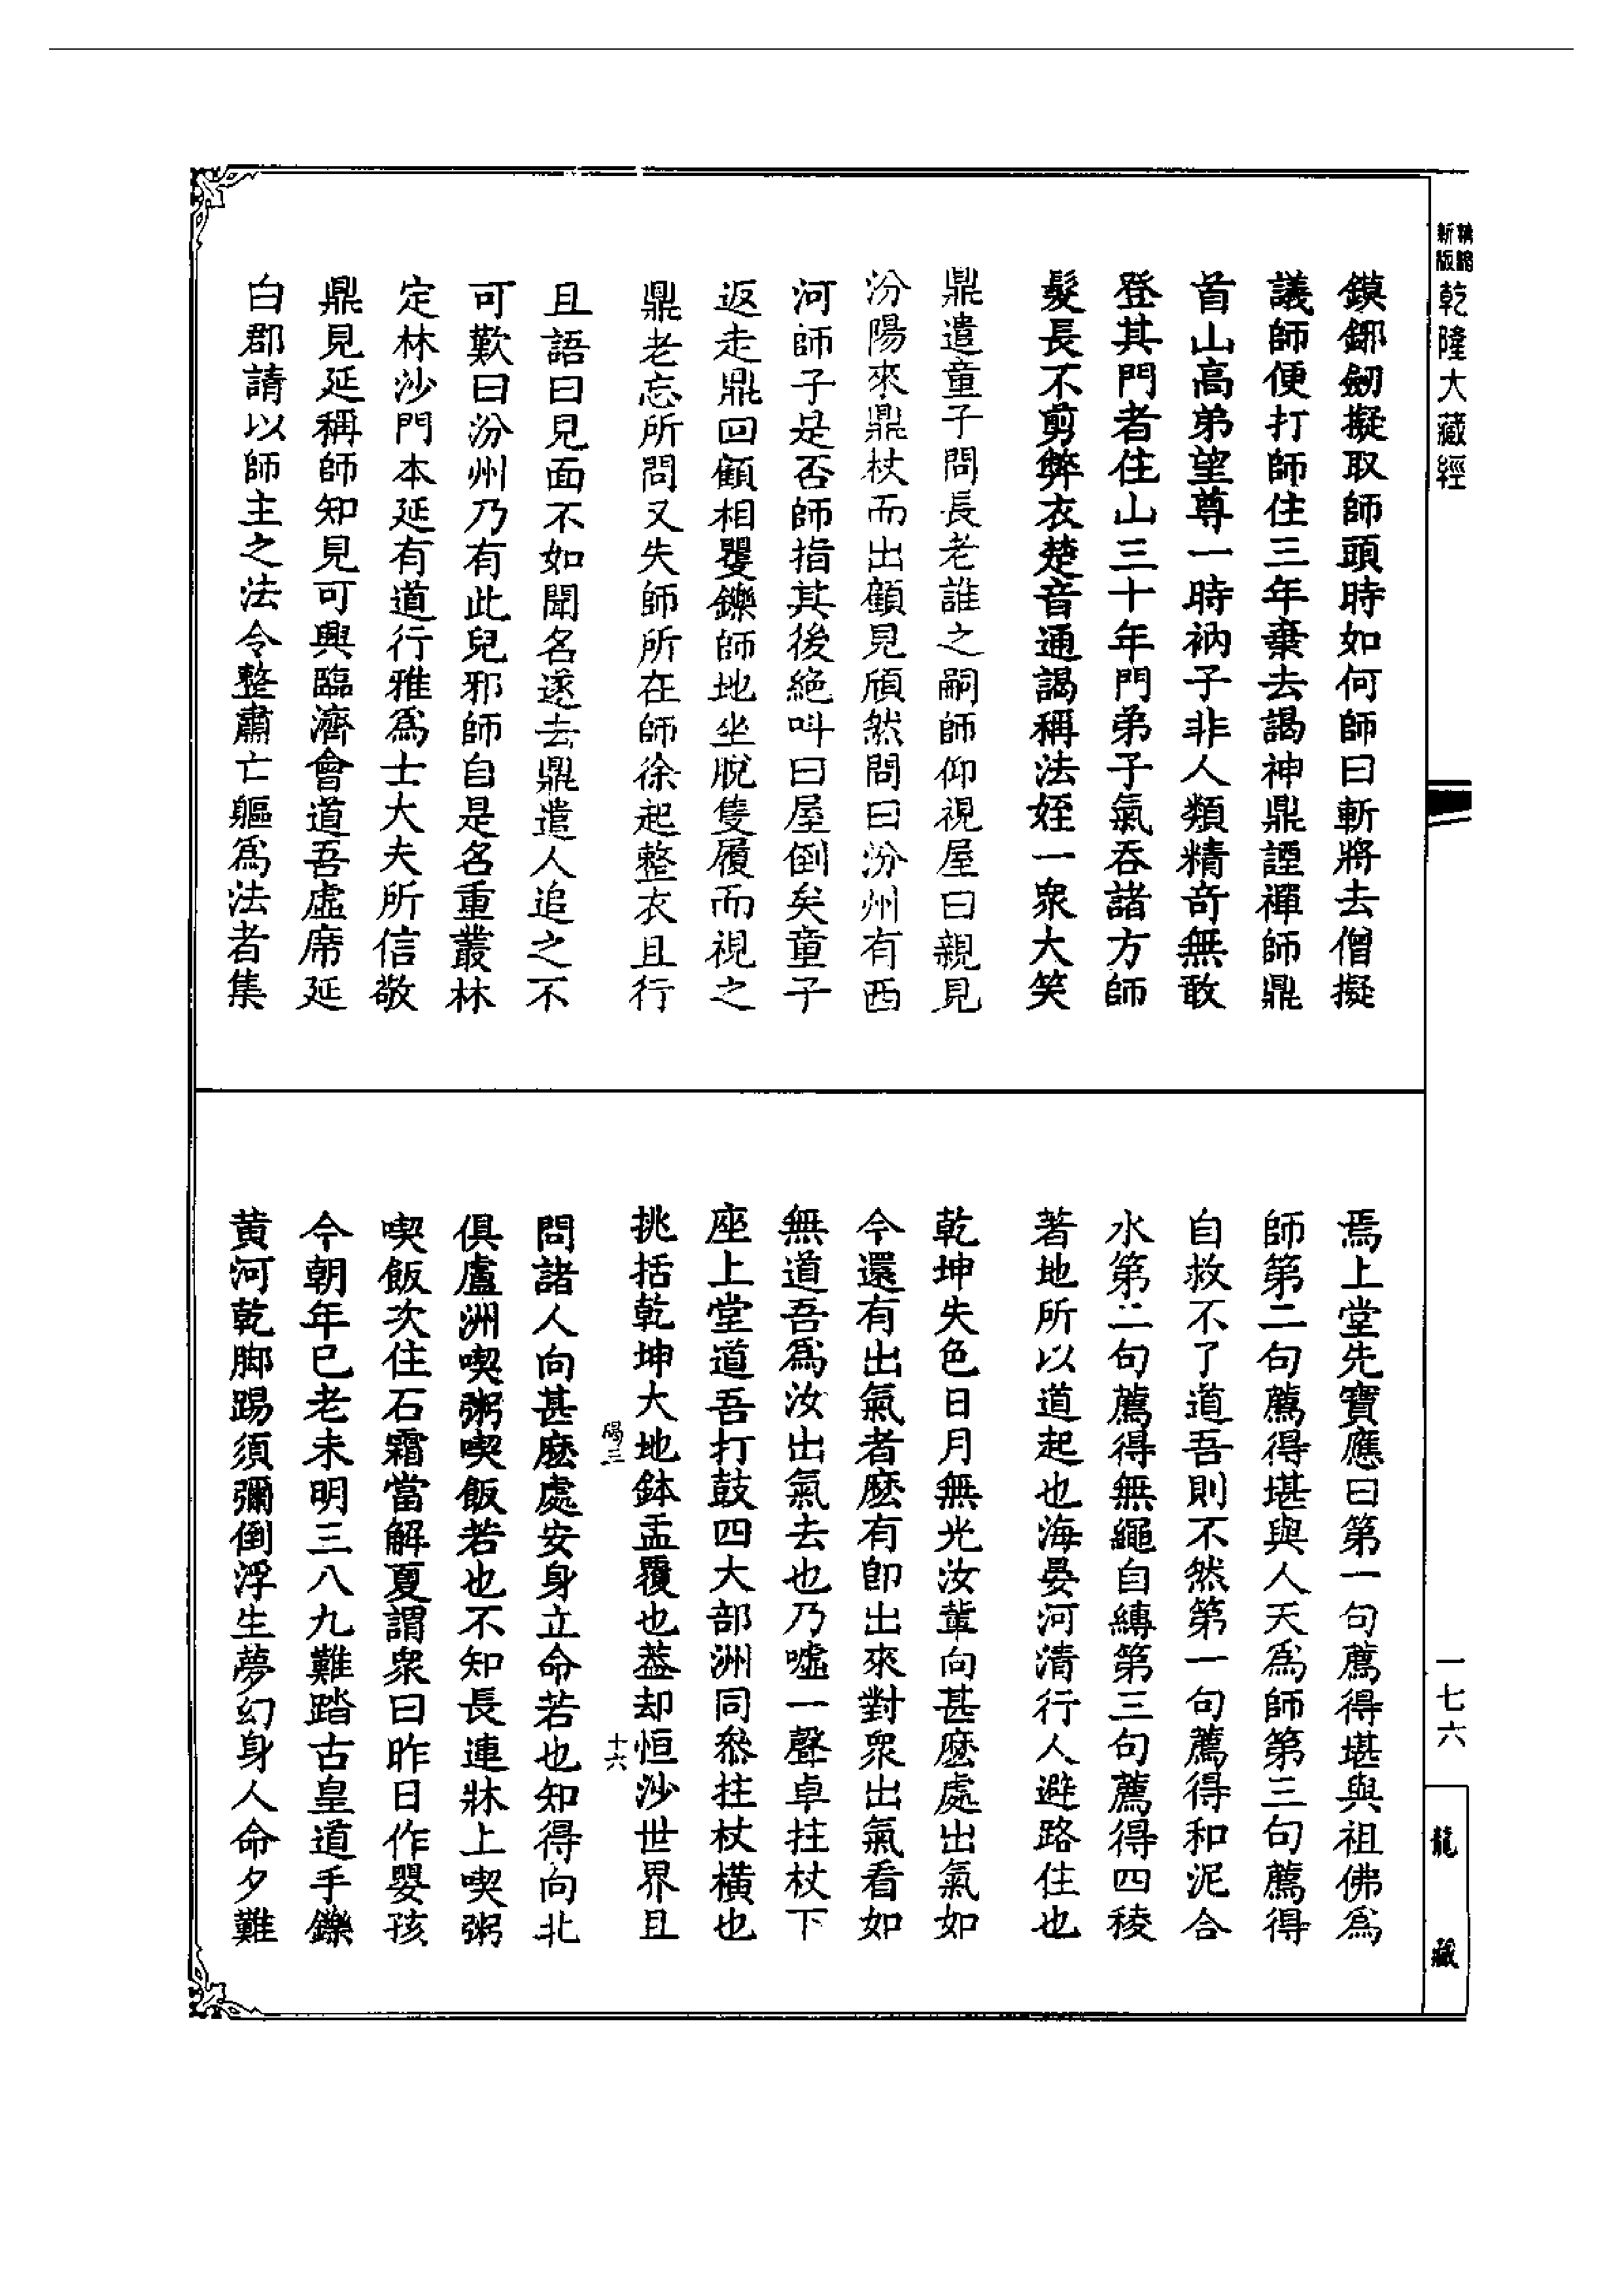 乾隆大藏經
鏌鎁劒擬取師頭時如何師曰斬將去僧擬
議師便打師住三年棄去謁神鼎諲禪師鼎
首山高弟望尊一時衲子非人類精奇無敢
登其門者住山三十年門弟子氣吞諸方師
髮長不剪弊衣楚音通謁稱法姪一衆大笑
鼎遣童子問長老誰之嗣師仰視屋曰親見
汾陽來鼎杖而出顧見頎然問曰汾州有西
河師子是否師指其後絶呌曰屋倒矣童子
返走鼎回顧相矍鑠師地坐脫隻履而視之
鼎老忘所問又失師所在師徐起整衣且行
且語曰見面不如聞名遂去鼎遣人追之不
可歎曰汾州乃有此兒邪師自是名重叢林
定林沙門本延有道行雅爲士大夫所信敬
鼎見延稱師知見可興臨濟會道吾虛席延
白郡請以師主之法令整肅亡軀爲法者集
焉上堂先寶應曰第一句薦得堪與祖佛爲
師第二句薦得堪與人天爲師第三句薦得
自救不了道吾則不然第一句薦得和泥合
水第二句薦得無繩自縛第三句薦得四稜
著地所以道起也海晏河清行人避路住也
乾坤失色日月無光汝輩向甚麽處出氣如
今還有出氣者麽有卽出來對衆出氣看如
無道吾爲汝出氣去也乃噓一聲卓拄杖下
座上堂道吾打鼓四大部洲同叅拄杖橫也
挑括乾坤大地鉢盂覆也葢却恒沙世界且
十六
問諸人向甚麽處安身立命若也知得向北
俱盧洲喫粥喫飯若也不知長連牀上喫粥
喫飯次住石霜當解夏謂衆曰昨日作嬰孩
今朝年已老未明三八九難踏古皇道手鑠
黄河乾脚踢須彌倒浮生夢幻身人命夕難
一七六
龍藏